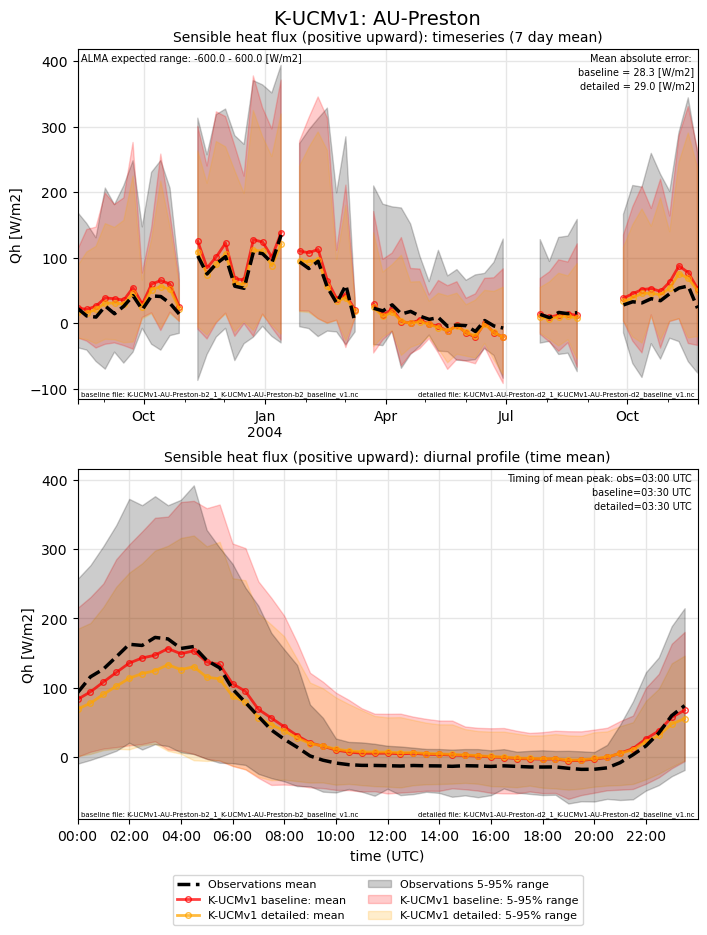 K-UCMv1: AU-Preston
Sensible heat flux (positive upward): timeseries (7 day mean)
ALMA expected range: -600.0 - 600.0 [W/m2]
Mean absolute error:
baseline = 28.3 [W/m2]
detailed = 29.0 [W/m2]
400
300
200
100
0
−100
Qh [W/m2]
baseline file: K-UCMv1-AU-Preston-b2_1_K-UCMv1-AU-Preston-b2_baseline_v1.nc
detailed file: K-UCMv1-AU-Preston-d2_1_K-UCMv1-AU-Preston-d2_baseline_v1.nc
Oct Jan Apr Jul Oct
2004
Sensible heat flux (positive upward): diurnal profile (time mean)
Timing of mean peak: obs=03:00 UTC
baseline=03:30 UTC
detailed=03:30 UTC
400
300
200
100
0
Qh [W/m2]
baseline file: K-UCMv1-AU-Preston-b2_1_K-UCMv1-AU-Preston-b2_baseline_v1.nc
detailed file: K-UCMv1-AU-Preston-d2_1_K-UCMv1-AU-Preston-d2_baseline_v1.nc
00:00 02:00 04:00 06:00 08:00 10:00 12:00 14:00 16:00 18:00 20:00 22:00
time (UTC)
Observations mean
K-UCMv1 baseline: mean
K-UCMv1 detailed: mean
Observations 5-95% range
K-UCMv1 baseline: 5-95% range
K-UCMv1 detailed: 5-95% range